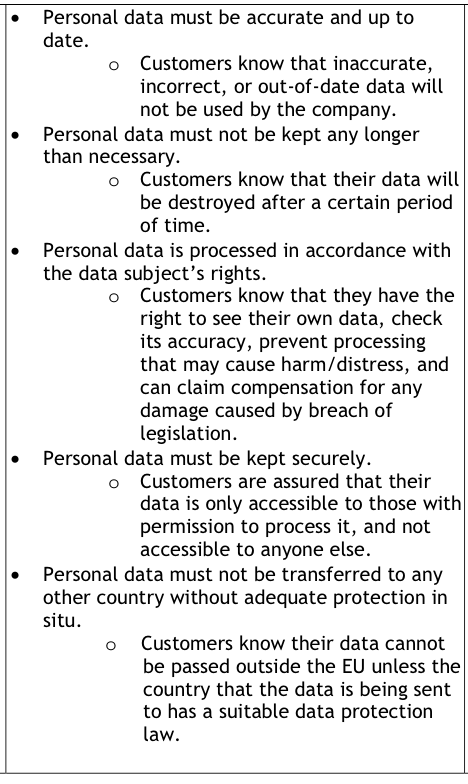 • Personal data must be accurate and up to
date.
o Customers know that inaccurate,
incorrect, or out-of-date data will
not be used by the company.
• Personal data must not be kept any longer
than necessary.
o Customers know that their data will
be destroyed after a certain period
of time.
• Personal data is processed in accordance with
the data subject’s rights.
o Customers know that they have the
right to see their own data, check
its accuracy, prevent processing
that may cause harm/distress, and
can claim compensation for any
damage caused by breach of
legislation.
• Personal data must be kept securely.
o Customers are assured that their
data is only accessible to those with
permission to process it, and not
accessible to anyone else.
• Personal data must not be transferred to any
other country without adequate protection in
situ.
o Customers know their data cannot
be passed outside the EU unless the
country that the data is being sent
to has a suitable data protection
law.